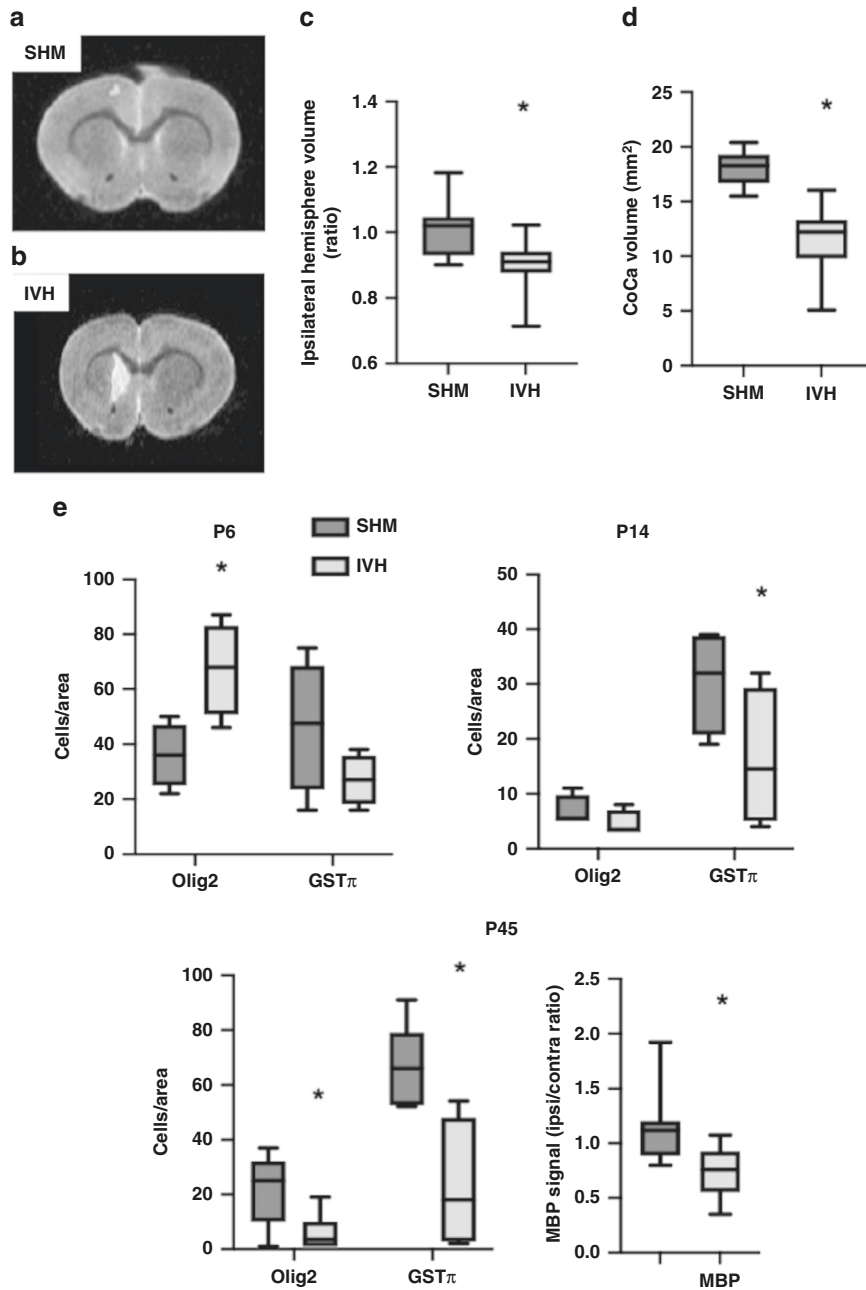 a
SHM
b
IVH
c
Ipsilateral hemisphere volume
(ratio)
1.4
1.2
1.0
0.8
0.6
*
SHM IVH
d
CoCa volume (mm²)
25
20
15
10
5
0
*
SHM IVH
e
P6
SHM
IVH
Cells/area
100
80
60
40
20
0
*
Olig2 GSTπ
P14
Cells/area
50
40
30
20
10
0
*
Olig2 GSTπ
P45
Cells/area
100
80
60
40
20
0
* *
Olig2 GSTπ
MBP signal (ipsi/contra ratio)
2.5
2.0
1.5
1.0
0.5
0.0
*
MBP